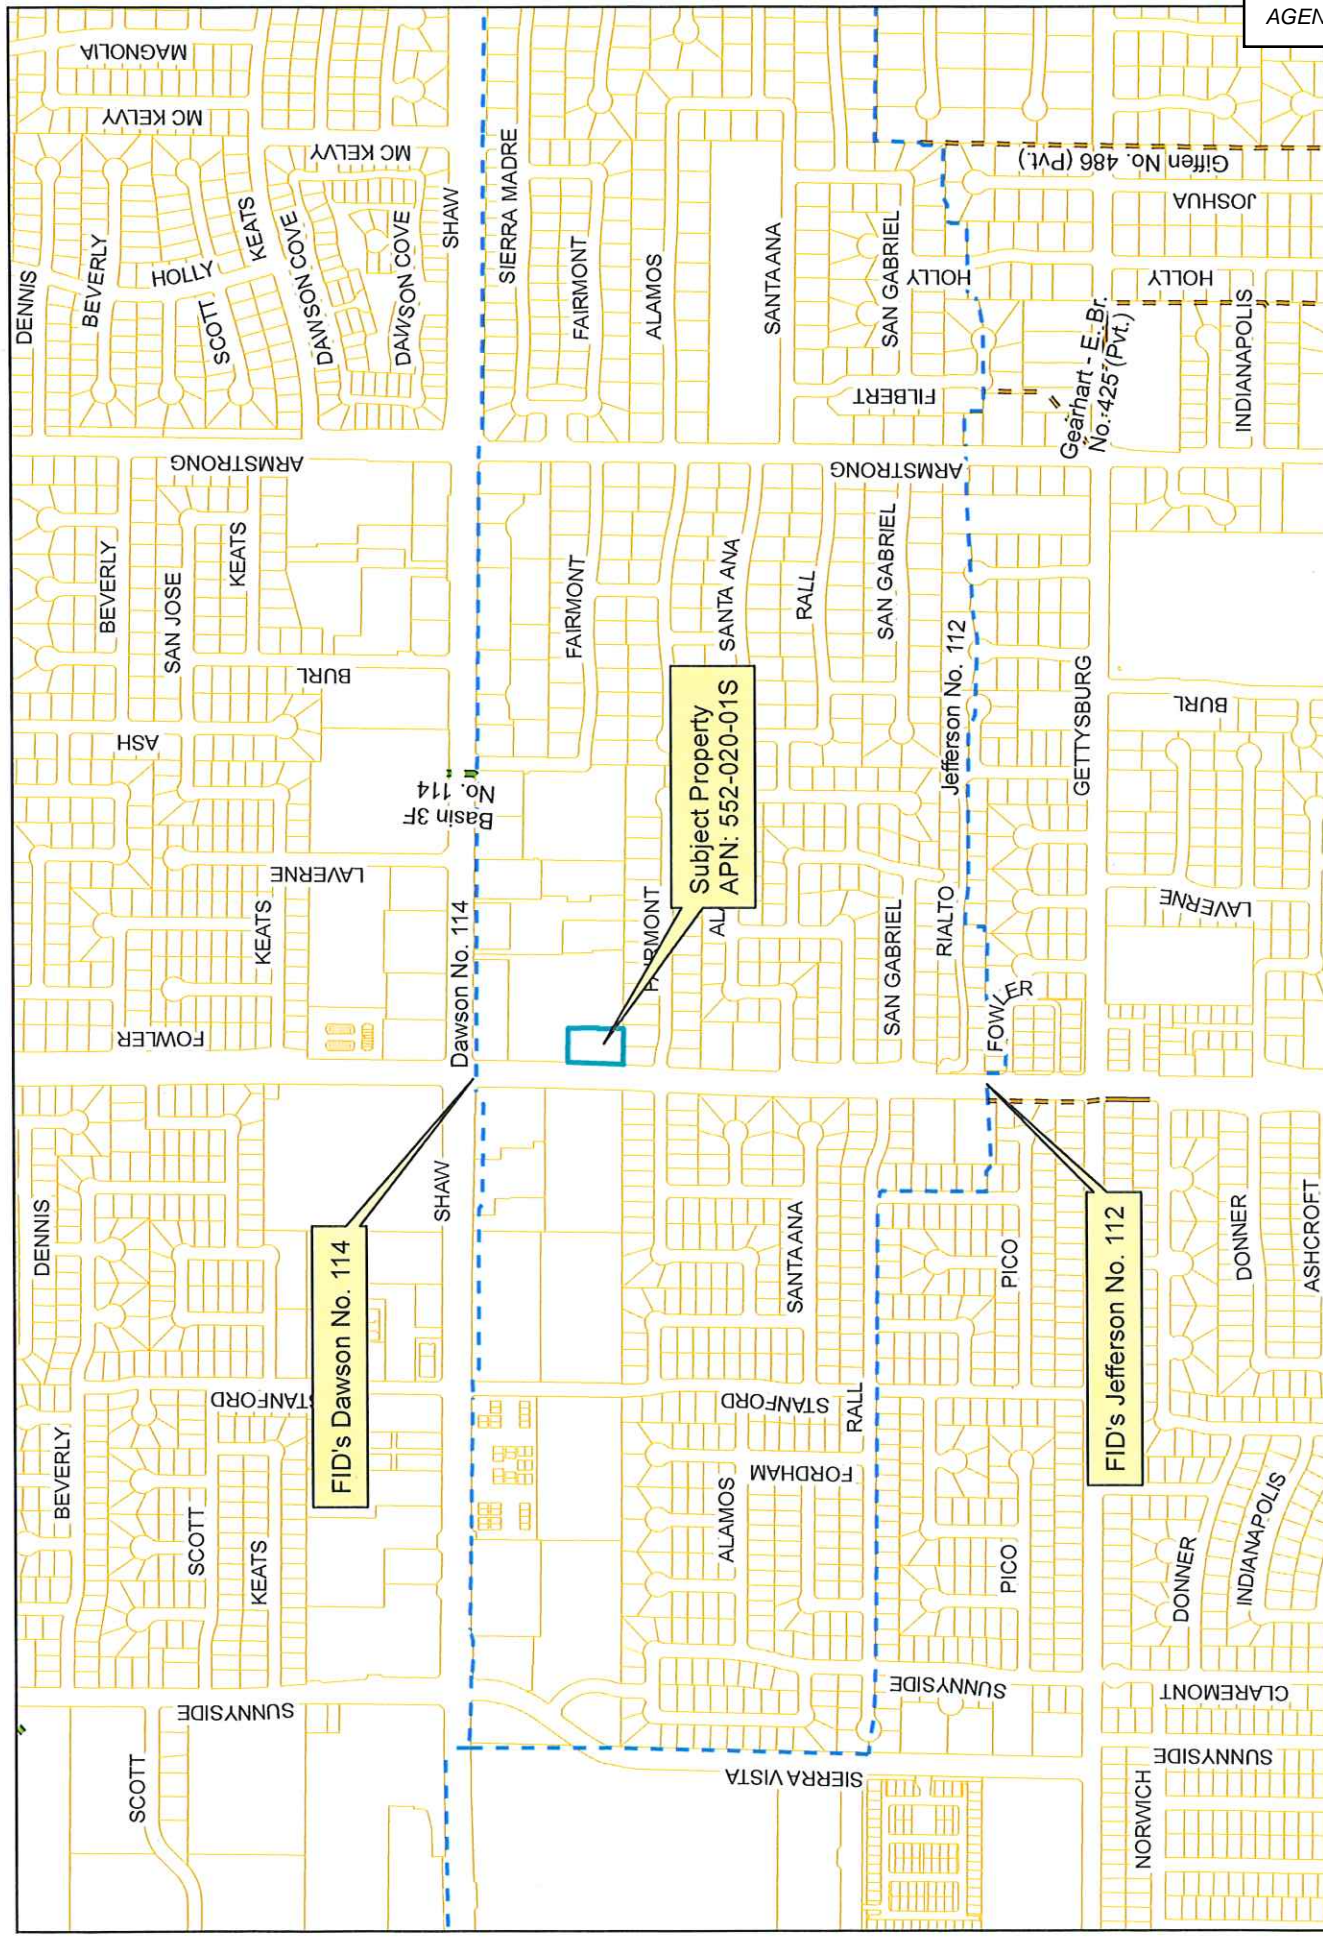 AGEN
SCOTT
SUNNYSIDE
BEVERLY
SCOTT
KEATS
STANFORD
DENNIS
FOWLER
KEATS
LAVERNE
ASH
BURL
BEVERLY
SAN JOSE
KEATS
ARMSTRONG
DENNIS
BEVERLY
HOLLY
SCOTT
KEATS
DAWSON COVE
DAWSON COVE
MC KELVY
MC KELVY
MAGNOLIA
SHAW
SHAW
FID's Dawson No. 114
Dawson No. 114
Basin 3F
No. 114
SIERRA MADRE
FAIRMONT
ALAMOS
SANTA ANA
SAN GABRIEL
HOLLY
FILBERT
ARMSTRONG
FAIRMONT
SANTA ANA
RALL
SAN GABRIEL
Jefferson No. 112
Subject Property
APN: 552-020-01S
FAIRMONT
SAN GABRIEL
RIALTO
FOWLER
SANTA ANA
STANFORD
RALL
FORDHAM
ALAMOS
SIERRA VISTA
SUNNYSIDE
PICO
PICO
FID's Jefferson No. 112
NORWICH
SUNNYSIDE
CLAREMONT
DONNER
INDIANAPOLIS
DONNER
ASHCROFT
LAVERNE
GETTYSBURG
BURL
Gearhart - E. Br.
No. 425 (Pvt.)
INDIANAPOLIS
HOLLY
JOSHUA
Giffen No. 486 (Pvt.)